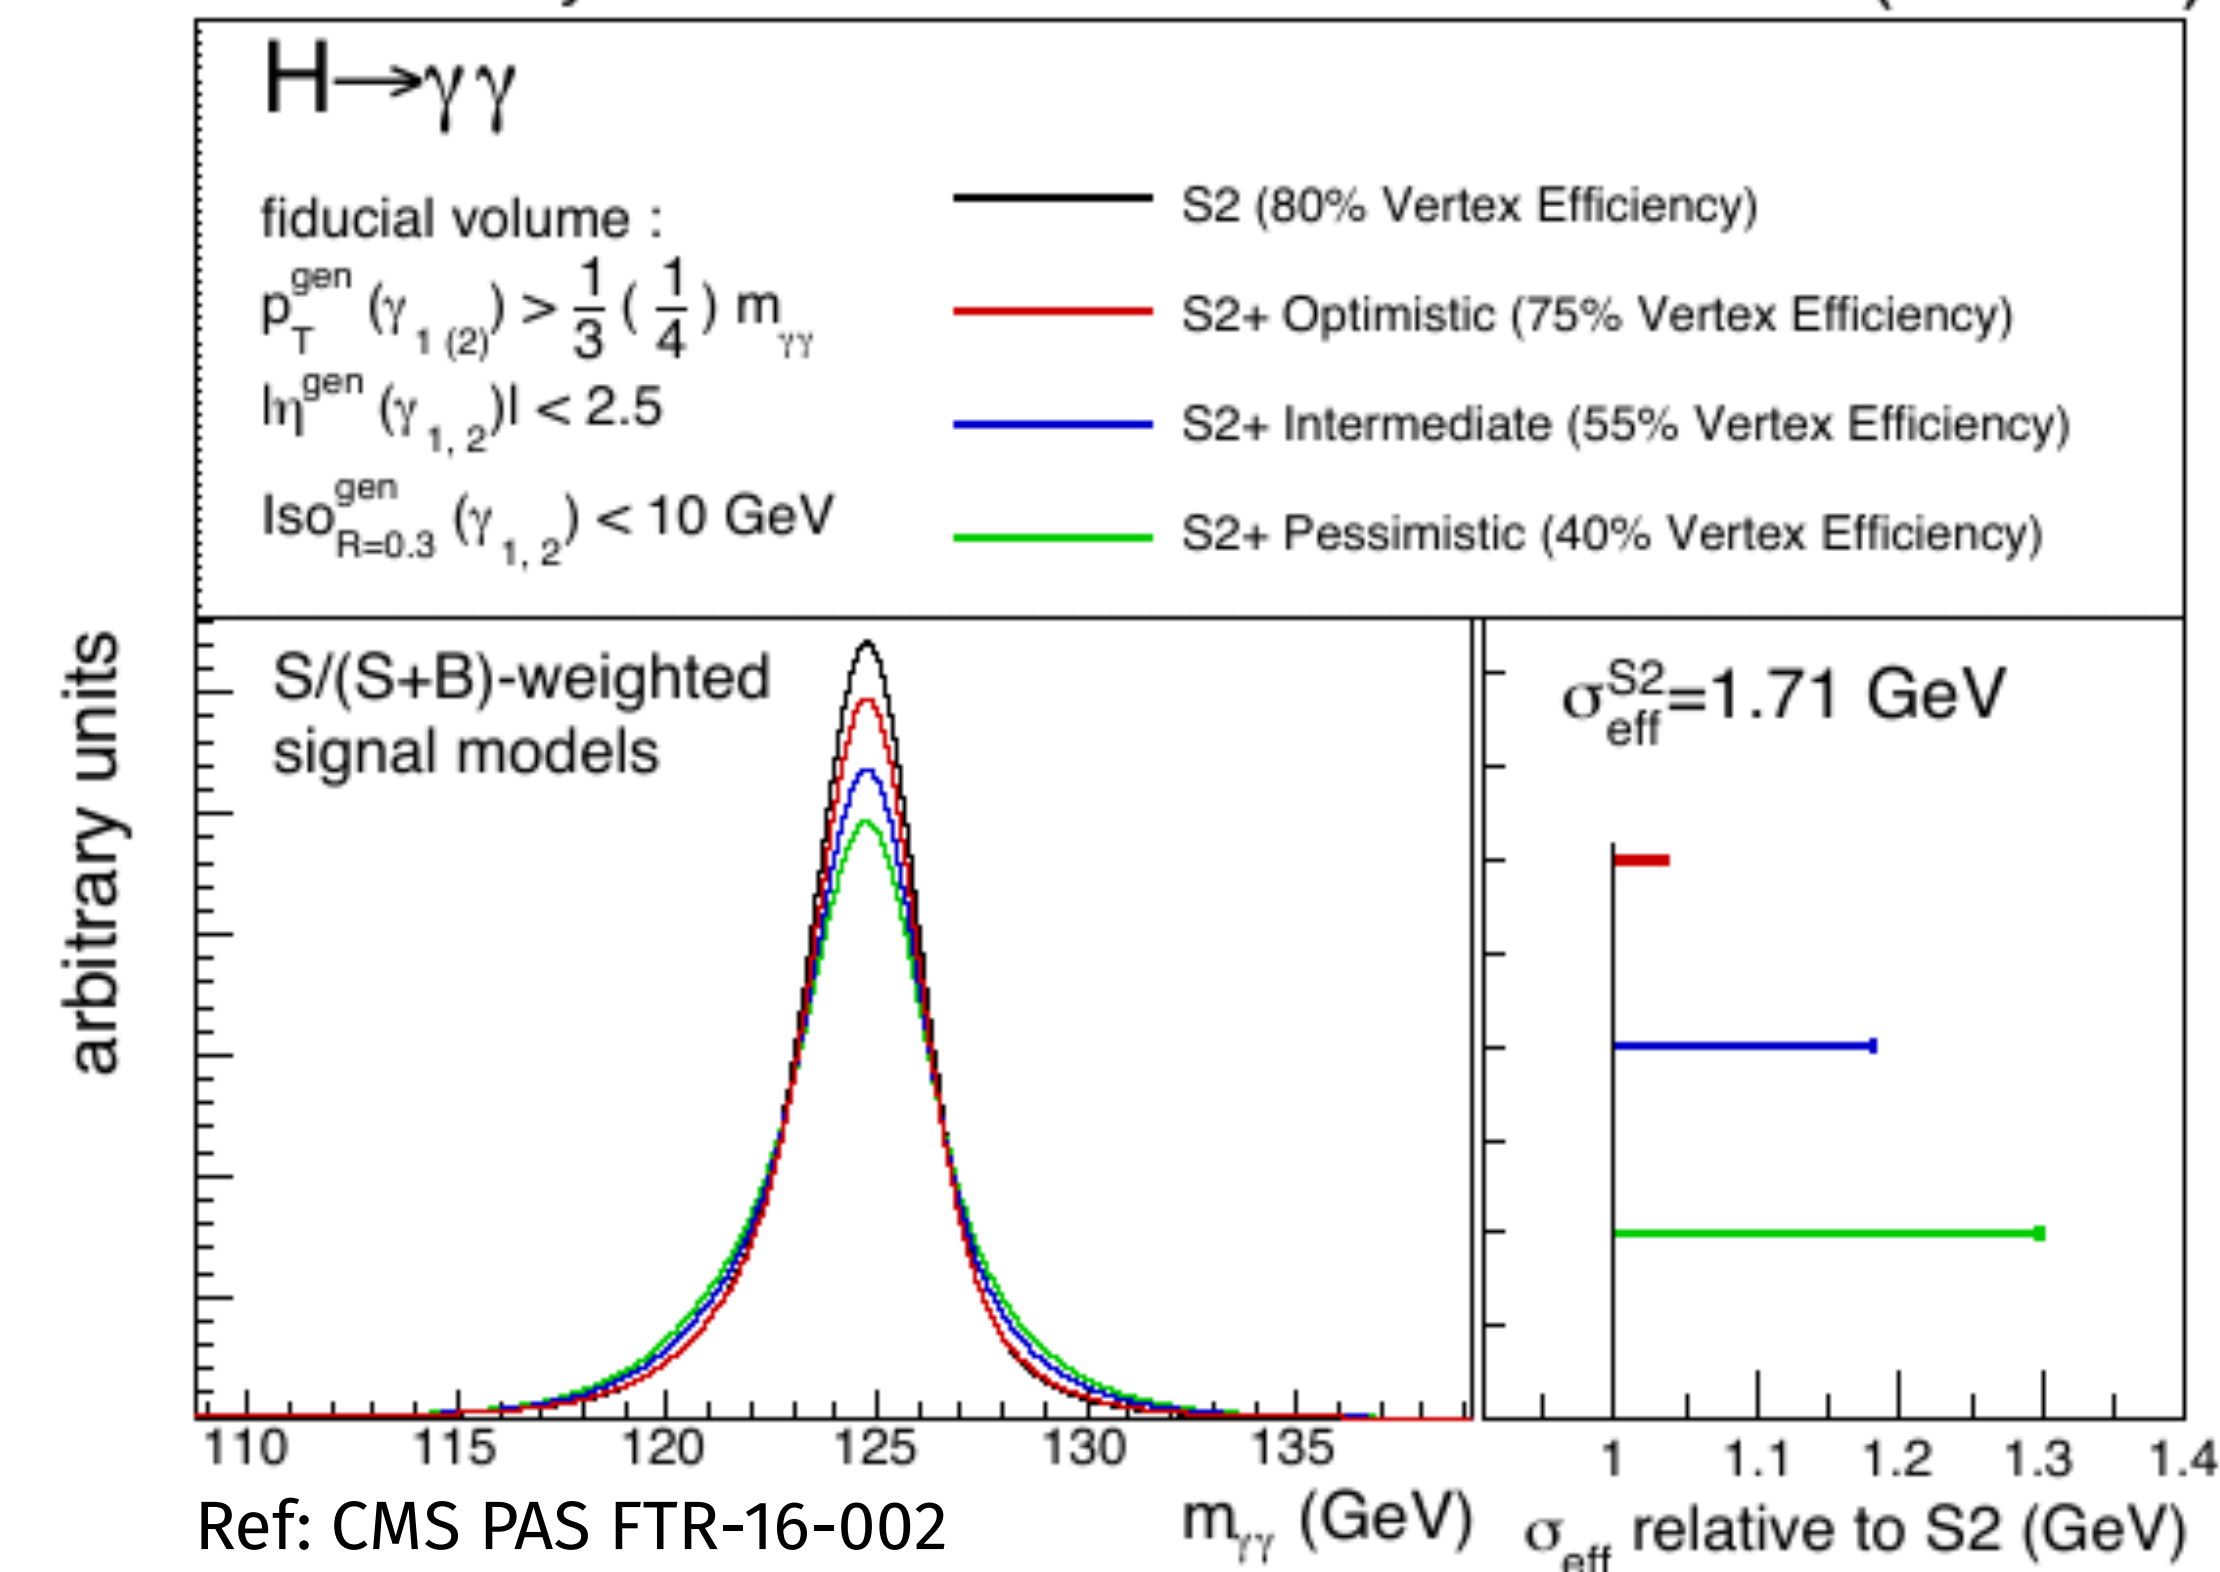 H→γγ
fiducial volume :
p_T^gen (γ_1 (2)) > 1/3 ( 1/4 ) m_γγ
|η^gen (γ_1, 2)| < 2.5
Iso_R=0.3^gen (γ_1, 2) < 10 GeV
S2 (80% Vertex Efficiency)
S2+ Optimistic (75% Vertex Efficiency)
S2+ Intermediate (55% Vertex Efficiency)
S2+ Pessimistic (40% Vertex Efficiency)
arbitrary units
S/(S+B)-weighted
signal models
σ_eff^S2=1.71 GeV
110 115 120 125 130 135
1 1.1 1.2 1.3 1.4
m_γγ (GeV)
σ_eff relative to S2 (GeV)
Ref: CMS PAS FTR-16-002